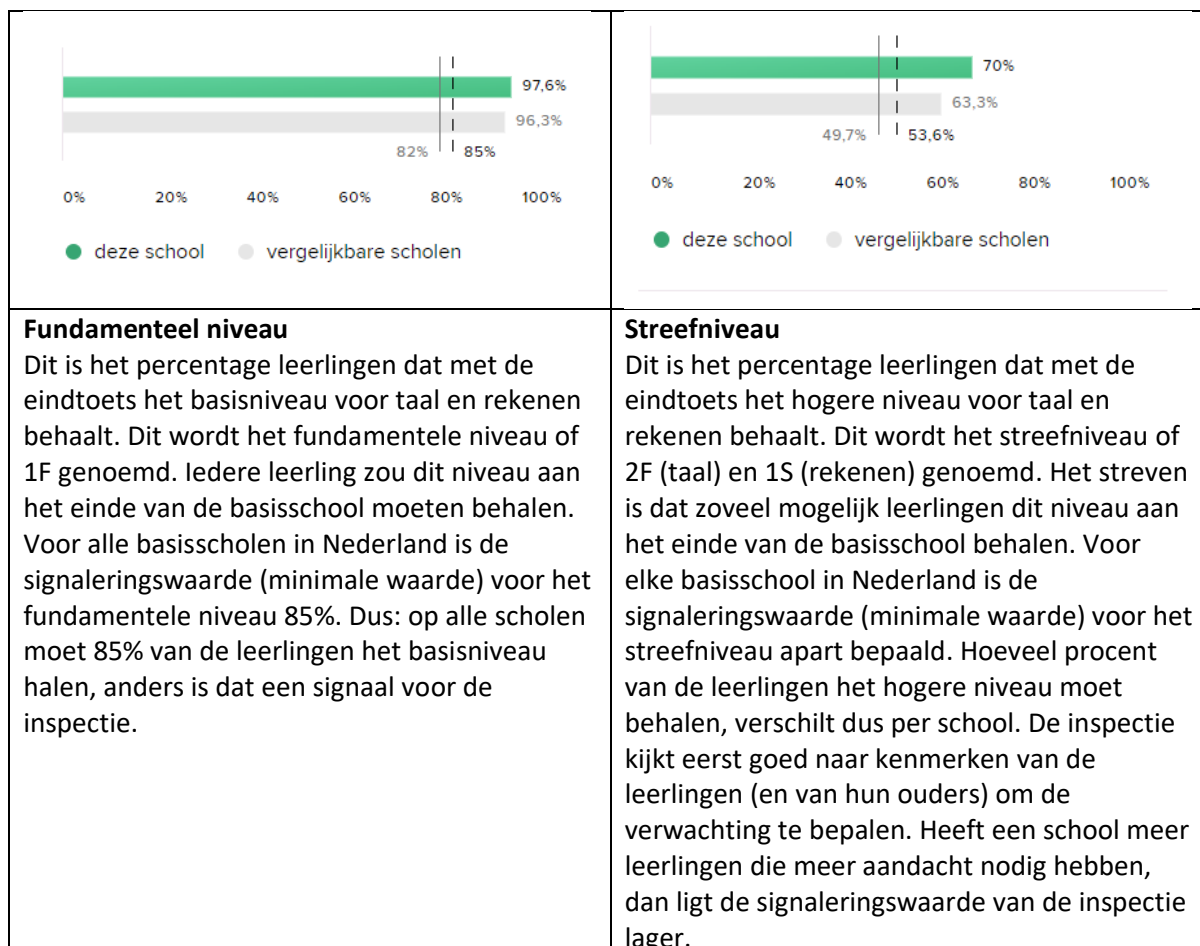 97,6%
96,3%
82%
85%
0%
20%
40%
60%
80%
100%
deze school
vergelijkbare scholen
70%
63,3%
49,7%
53,6%
0%
20%
40%
60%
80%
100%
deze school
vergelijkbare scholen
Fundamenteel niveau
Dit is het percentage leerlingen dat met de
eindtoets het basisniveau voor taal en rekenen
behaalt. Dit wordt het fundamentele niveau of
1F genoemd. Iedere leerling zou dit niveau aan
het einde van de basisschool moeten behalen.
Voor alle basisscholen in Nederland is de
signaleringswaarde (minimale waarde) voor het
fundamentele niveau 85%. Dus: op alle scholen
moet 85% van de leerlingen het basisniveau
halen, anders is dat een signaal voor de
inspectie.
Streefniveau
Dit is het percentage leerlingen dat met de
eindtoets het hogere niveau voor taal en
rekenen behaalt. Dit wordt het streefniveau of
2F (taal) en 1S (rekenen) genoemd. Het streven
is dat zoveel mogelijk leerlingen dit niveau aan
het einde van de basisschool behalen. Voor
elke basisschool in Nederland is de
signaleringswaarde (minimale waarde) voor het
streefniveau apart bepaald. Hoeveel procent
van de leerlingen het hogere niveau moet
behalen, verschilt dus per school. De inspectie
kijkt eerst goed naar kenmerken van de
leerlingen (en van hun ouders) om de
verwachting te bepalen. Heeft een school meer
leerlingen die meer aandacht nodig hebben,
dan ligt de signaleringswaarde van de inspectie
lager.